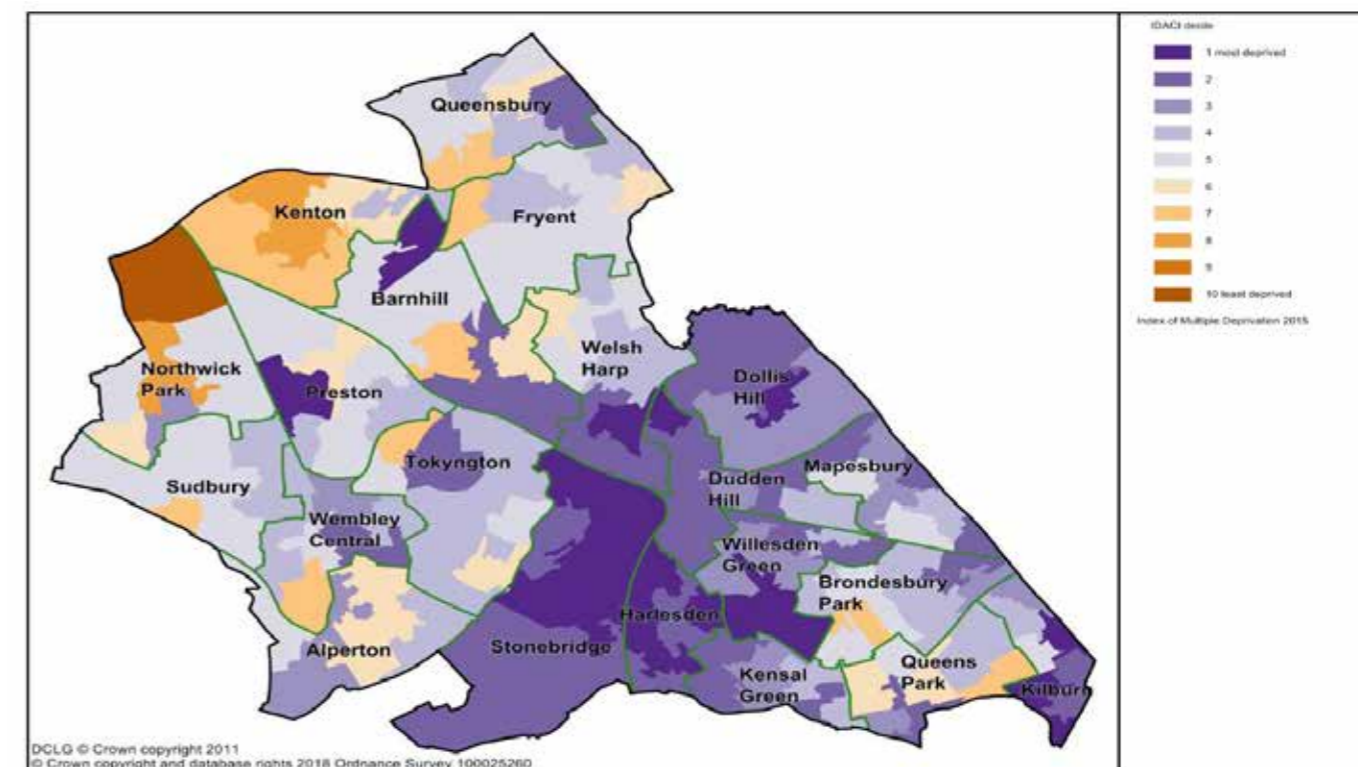 IDACI decile
1 most deprived
2
3
4
5
6
7
8
9
10 least deprived
Index of Multiple Deprivation 2015
Queensbury
Kenton
Fryent
Barnhill
Northwick
Park
Preston
Welsh
Harp
Dollis
Hill
Tokyngton
Sudbury
Mapesbury
Dudden
Hill
Wembley
Central
Willesden
Green
Brondesbury
Park
Harlesden
Stonebridge
Alperton
Kensal
Green
Queens
Park
Kilburn
DCLG © Crown copyright 2011
© Crown copyright and database rights 2018 Ordnance Survey 100025260